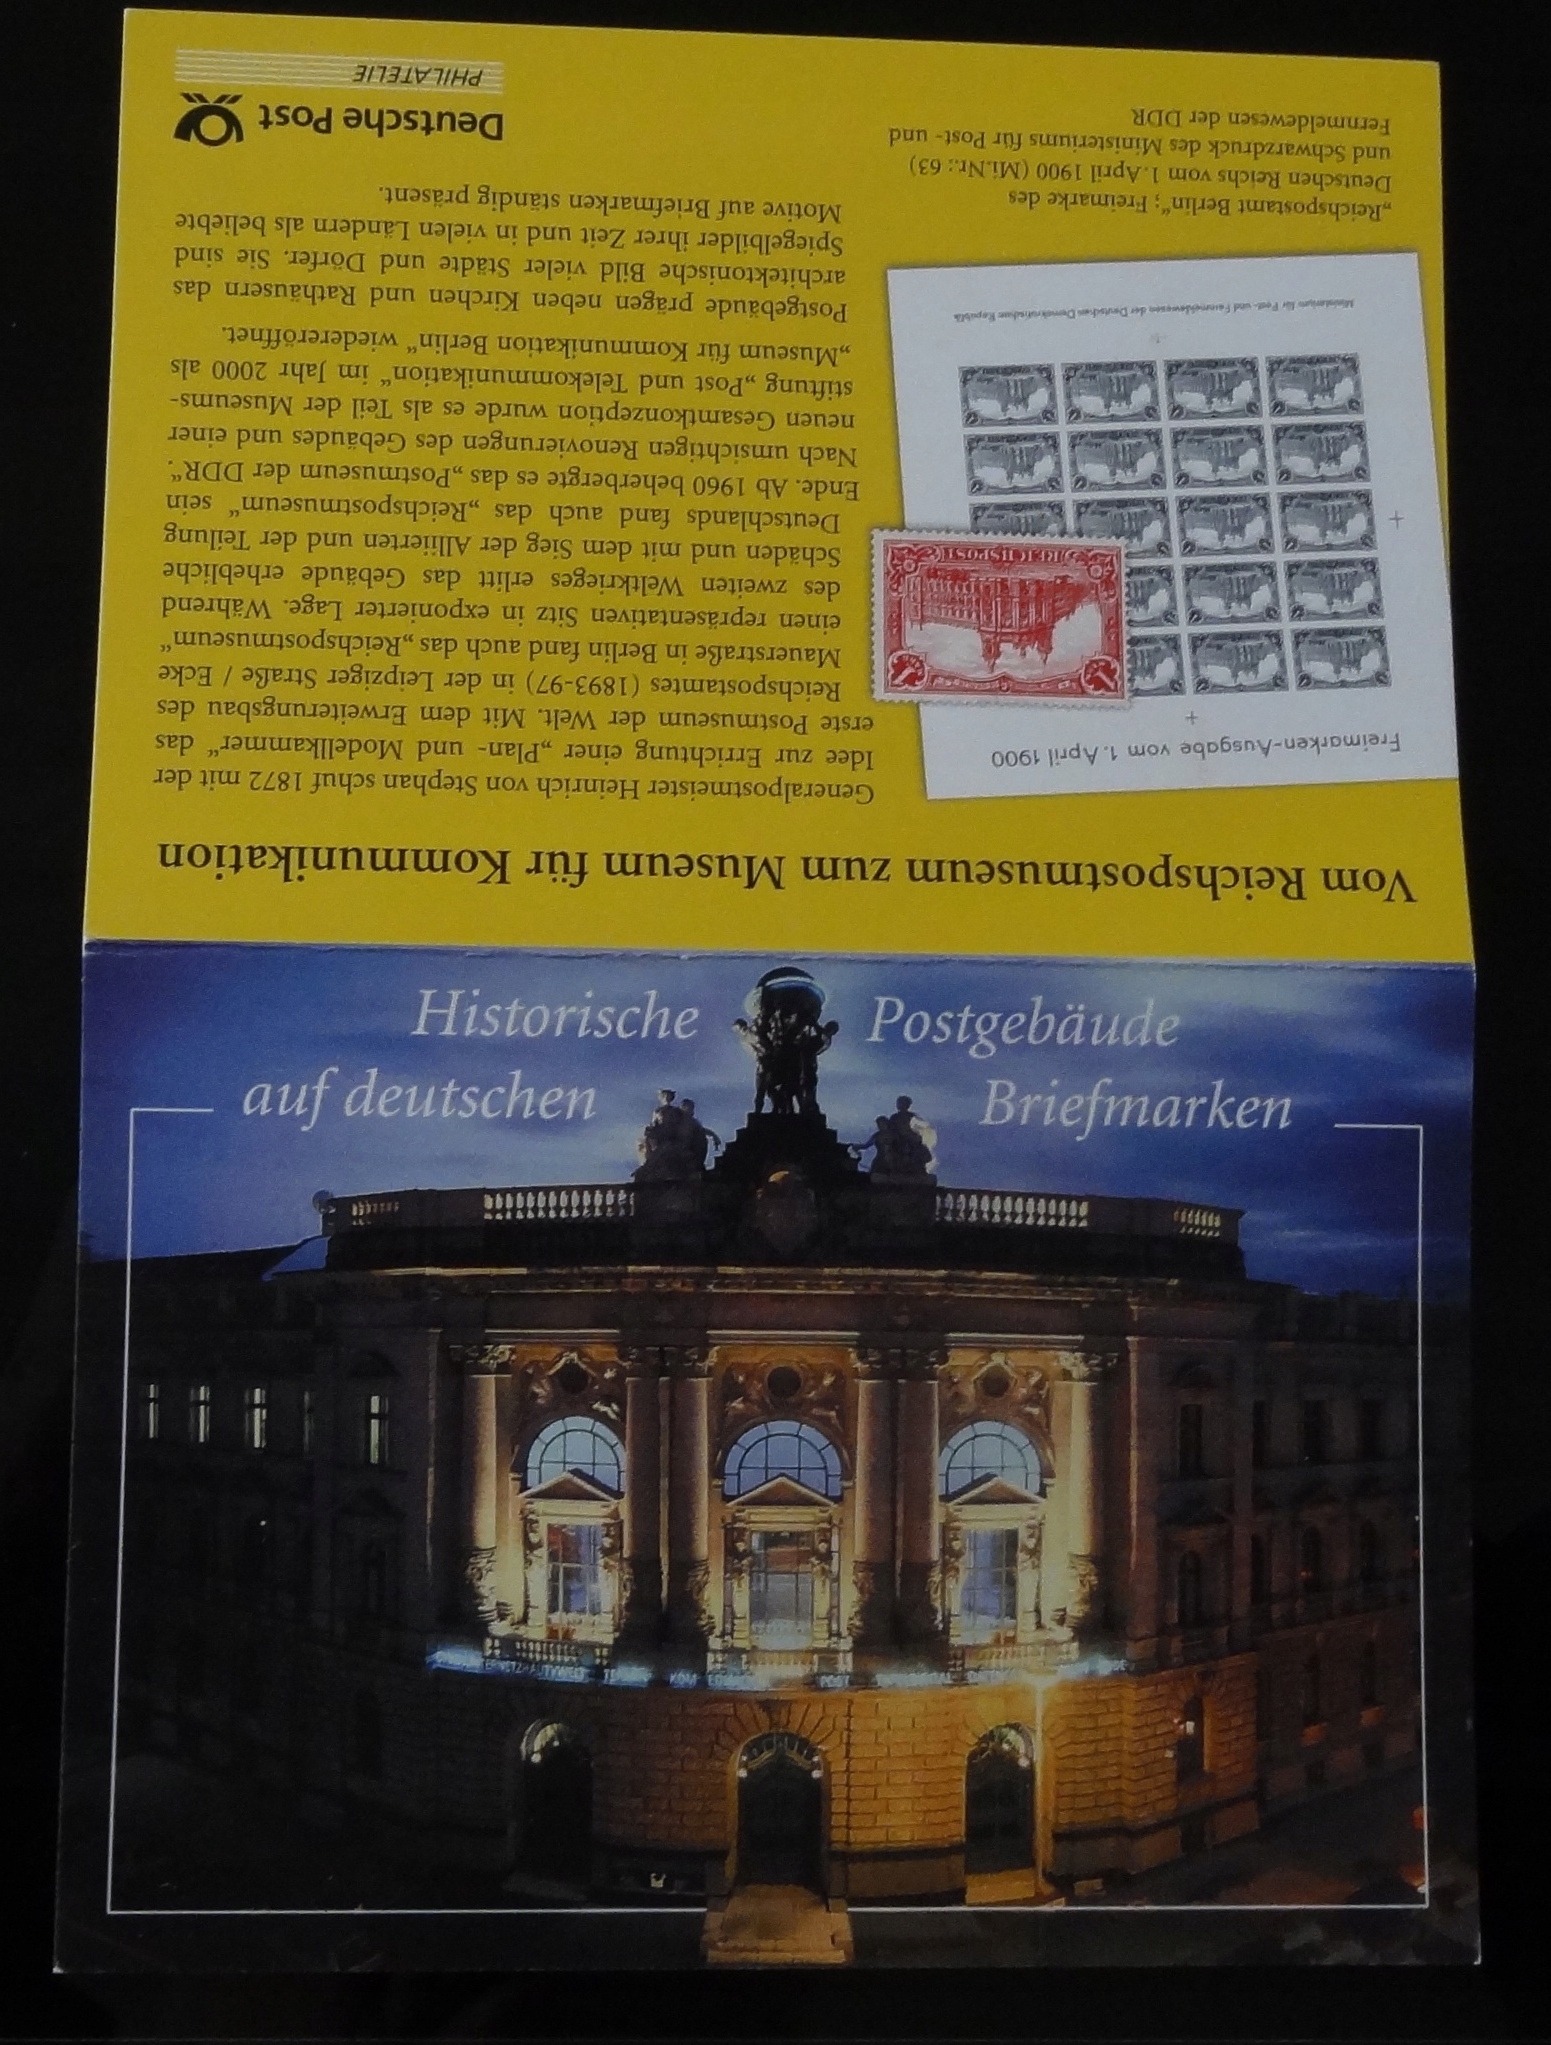 Historische Postgebäude
auf deutschen Briefmarken
Vom Reichspostmuseum zum Museum für Kommunikation
Generalpostmeister Heinrich von Stephan schuf 1872 mit der
Idee zur Errichtung einer „Plan- und Modellkammer“ das
erste Postmuseum der Welt. Mit dem Erweiterungsbau des
Reichspostamtes (1893-97) in der Leipziger Straße / Ecke
Mauerstraße in Berlin fand auch das „Reichspostmuseum“
einen repräsentativen Sitz in exponierter Lage. Während
des zweiten Weltkrieges erlitt das Gebäude erhebliche
Schäden und mit dem Sieg der Alliierten und der Teilung
Deutschlands fand auch das „Reichspostmuseum“ sein
Ende. Ab 1960 beherbergte es das „Postmuseum der DDR“.
Nach umsichtigen Renovierungen des Gebäudes und einer
neuen Gesamtkonzeption wurde es als Teil der Museums-
stiftung „Post und Telekommunikation“ im Jahr 2000 als
„Museum für Kommunikation Berlin“ wiedereröffnet.
Postgebäude prägen neben Kirchen und Rathäusern das
architektonische Bild vieler Städte und Dörfer. Sie sind
Spiegelbilder ihrer Zeit und in vielen Ländern als beliebte
Motive auf Briefmarken ständig präsent.
Freimarken-Ausgabe vom 1. April 1900
REICHSPOST
Ministerium für Post- und Fernmeldewesen der Deutschen Demokratischen Republik
„Reichspostamt Berlin“; Freimarke des
Deutschen Reichs vom 1. April 1900 (Mi.Nr.: 63)
und Schwarzdruck des Ministeriums für Post- und
Fernmeldewesen der DDR
Deutsche Post
PHILATELIE